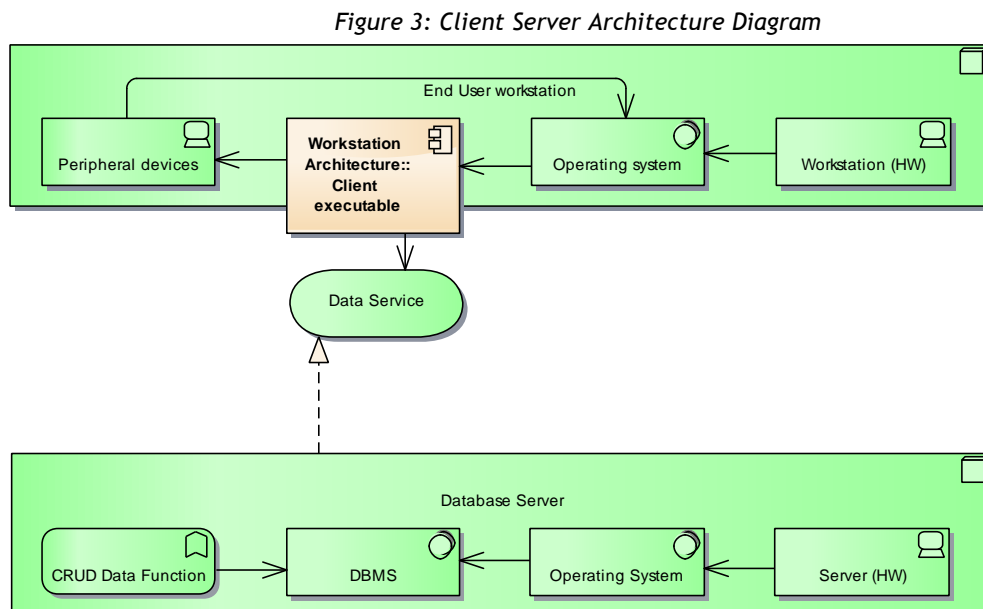 Figure 3: Client Server Architecture Diagram
End User workstation
Peripheral devices
Workstation
Architecture::
Client
executable
Operating system
Workstation (HW)
Data Service
Database Server
CRUD Data Function
DBMS
Operating System
Server (HW)